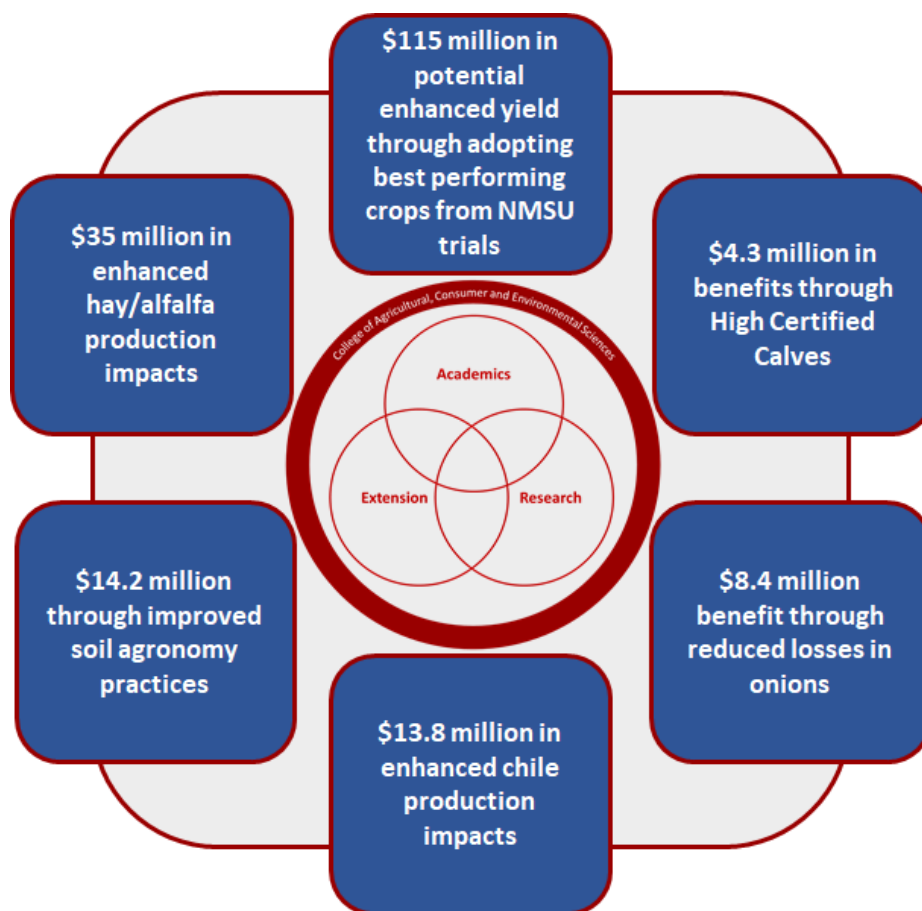 $115 million in
potential
enhanced yield
through adopting
best performing
crops from NMSU
trials
$35 million in
enhanced
hay/alfalfa
production
impacts
$4.3 million in
benefits through
High Certified
Calves
College of Agricultural, Consumer and Environmental Sciences
Academics
Extension
Research
$14.2 million
through improved
soil agronomy
practices
$8.4 million
benefit through
reduced losses in
onions
$13.8 million in
enhanced chile
production
impacts